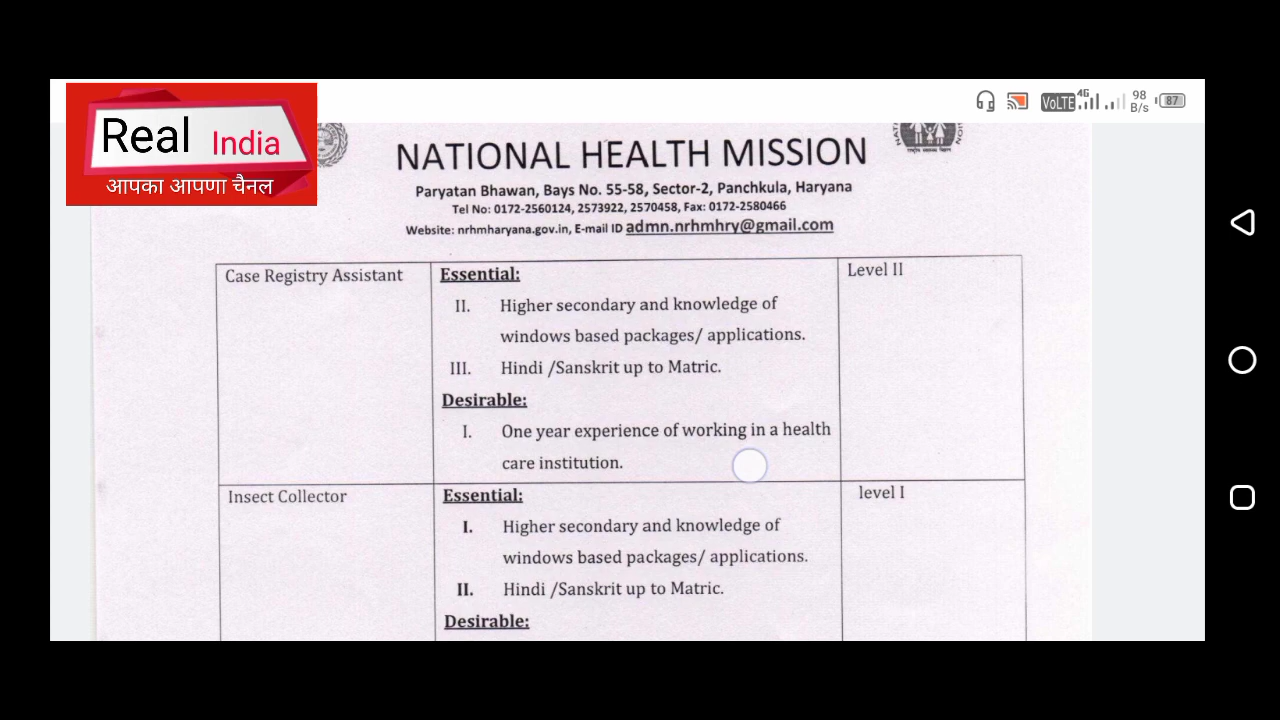 Real India
आपका आपणा चैनल
VoLTE 4G 98 B/s 87
NATIONAL HEALTH MISSION
Paryatan Bhawan, Bays No. 55-58, Sector-2, Panchkula, Haryana
Tel No: 0172-2560124, 2573922, 2570458, Fax: 0172-2580466
Website: nrhmharyana.gov.in, E-mail ID admn.nrhmhry@gmail.com
Case Registry Assistant
Essential:
II. Higher secondary and knowledge of
windows based packages/ applications.
III. Hindi /Sanskrit up to Matric.
Desirable:
I. One year experience of working in a health
care institution.
Level II
Insect Collector
Essential:
I. Higher secondary and knowledge of
windows based packages/ applications.
II. Hindi /Sanskrit up to Matric.
Desirable:
level I